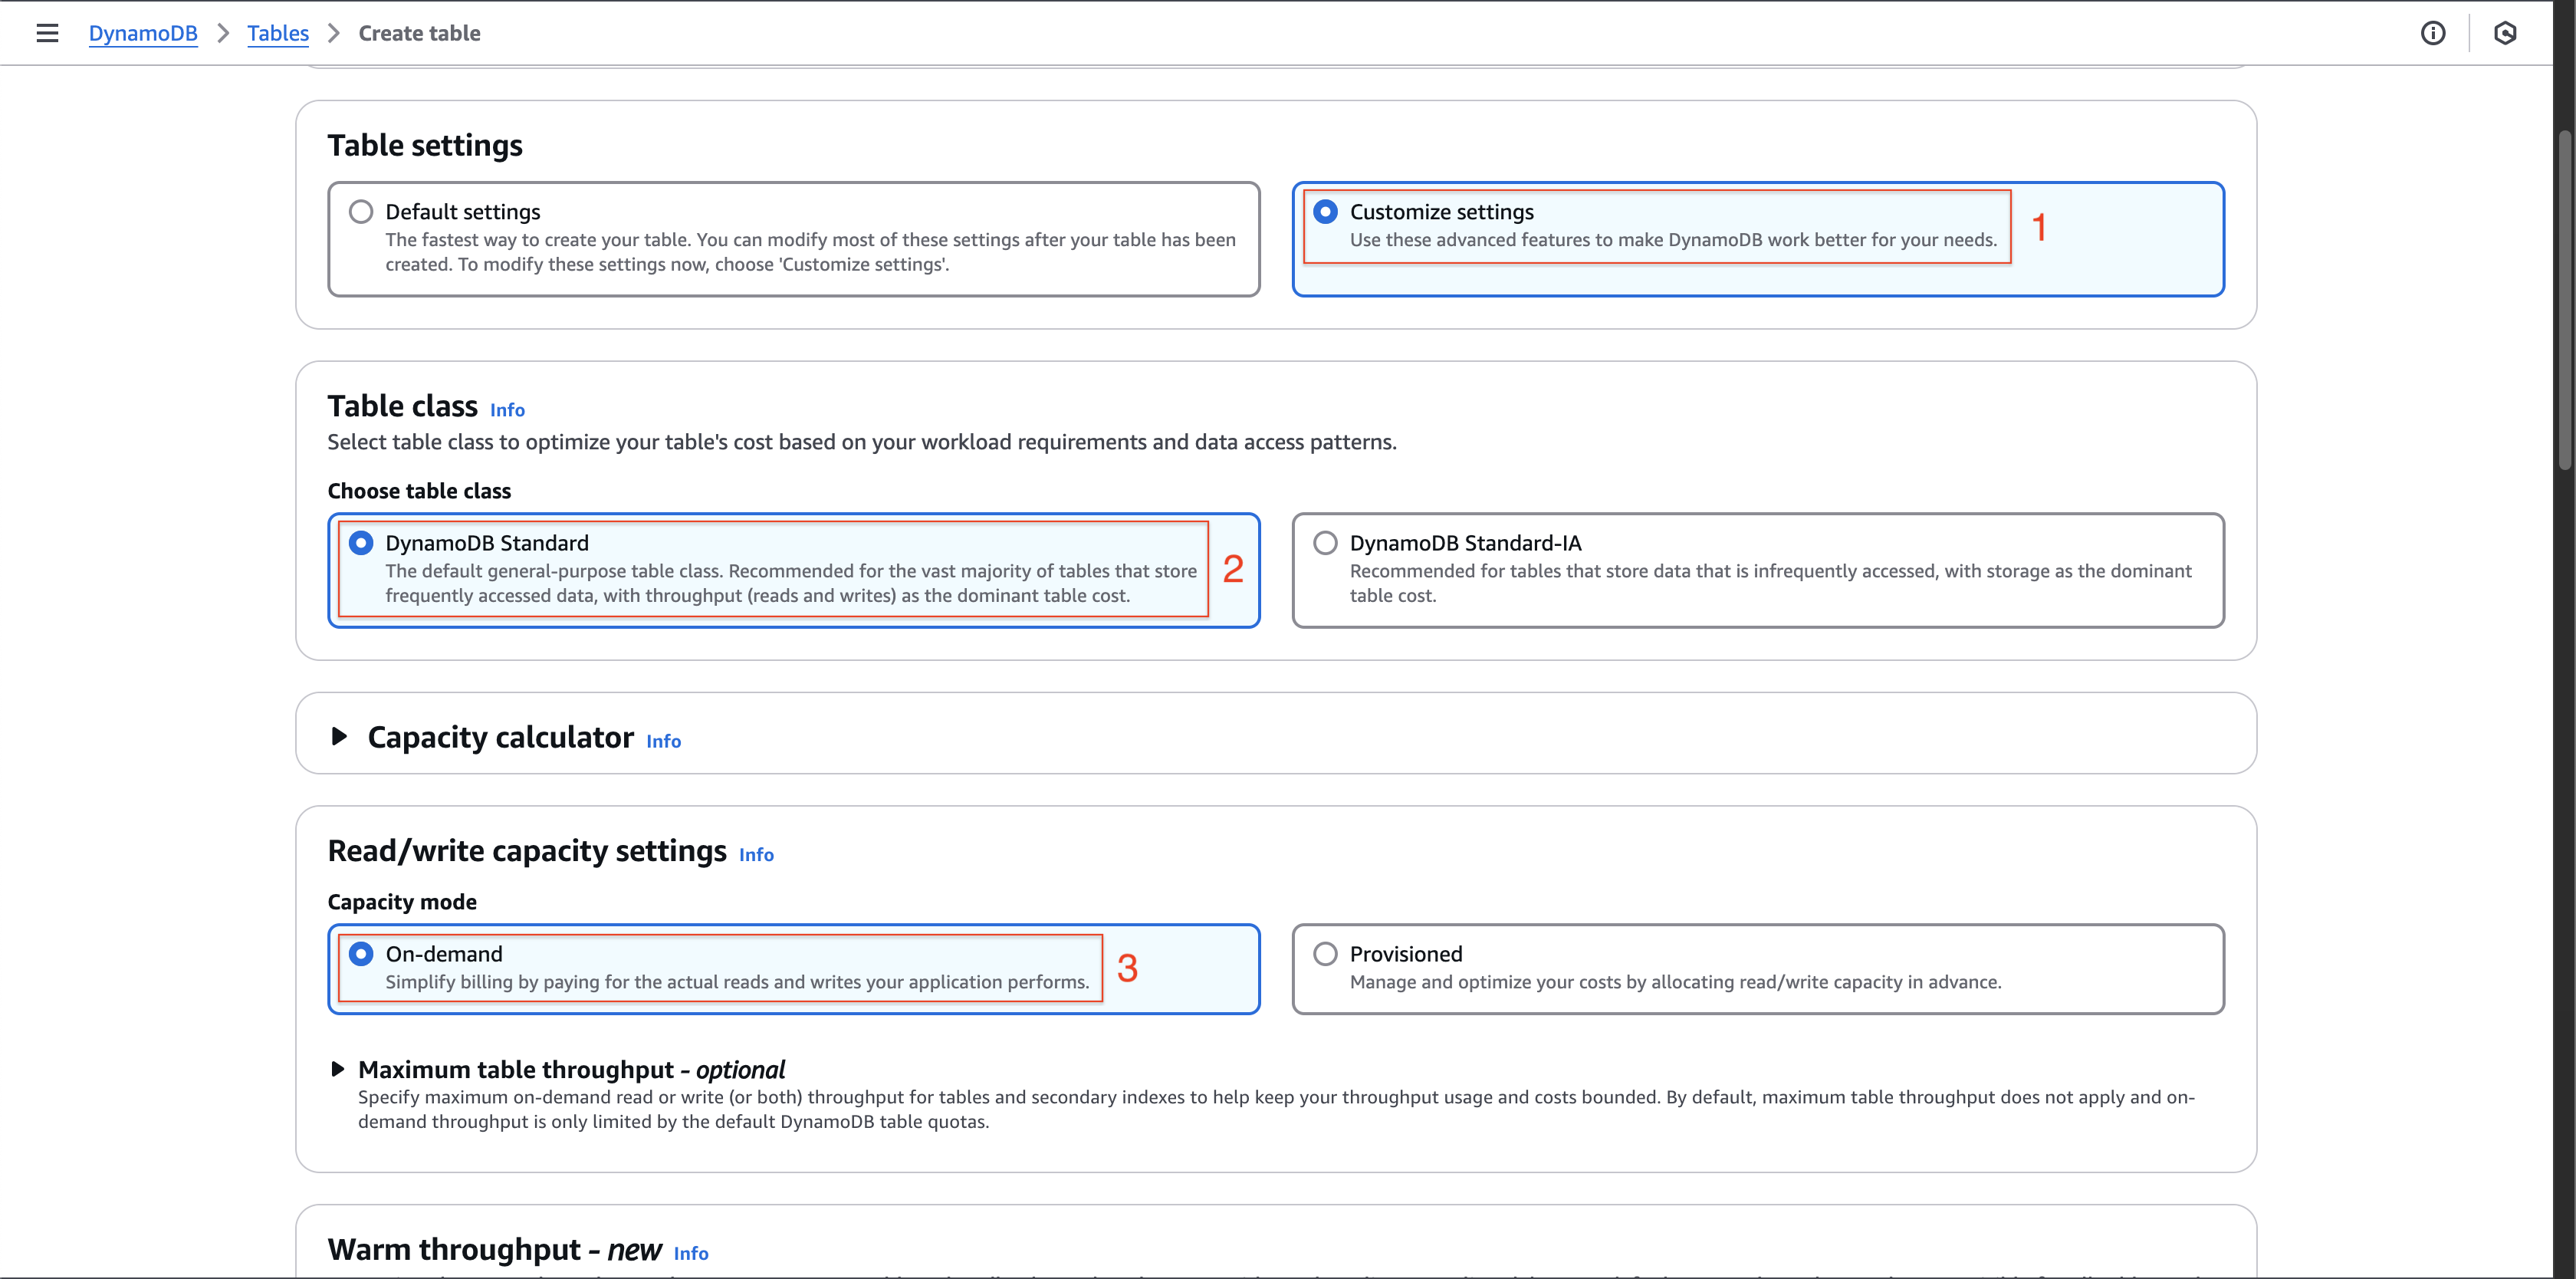 DynamoDB > Tables > Create table
Table settings
Default settings
The fastest way to create your table. You can modify most of these settings after your table has been
created. To modify these settings now, choose 'Customize settings'.
Customize settings
Use these advanced features to make DynamoDB work better for your needs.
1
Table class Info
Select table class to optimize your table's cost based on your workload requirements and data access patterns.
Choose table class
DynamoDB Standard
The default general-purpose table class. Recommended for the vast majority of tables that store
frequently accessed data, with throughput (reads and writes) as the dominant table cost.
2
DynamoDB Standard-IA
Recommended for tables that store data that is infrequently accessed, with storage as the dominant
table cost.
Capacity calculator Info
Read/write capacity settings Info
Capacity mode
On-demand
Simplify billing by paying for the actual reads and writes your application performs.
3
Provisioned
Manage and optimize your costs by allocating read/write capacity in advance.
Maximum table throughput - optional
Specify maximum on-demand read or write (or both) throughput for tables and secondary indexes to help keep your throughput usage and costs bounded. By default, maximum table throughput does not apply and on-
demand throughput is only limited by the default DynamoDB table quotas.
Warm throughput - new Info